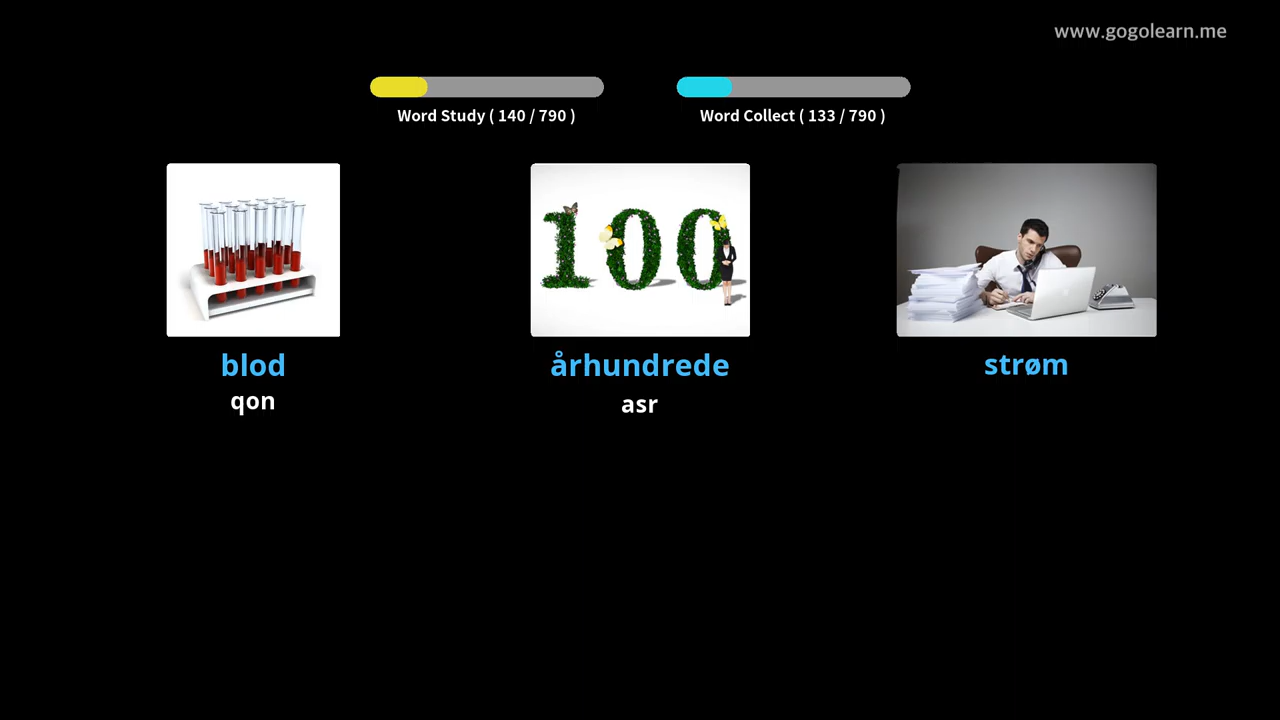 www.gogolearn.me
Word Study ( 140 / 790 )
Word Collect ( 133 / 790 )
100
blod
århundrede
strøm
qon
asr